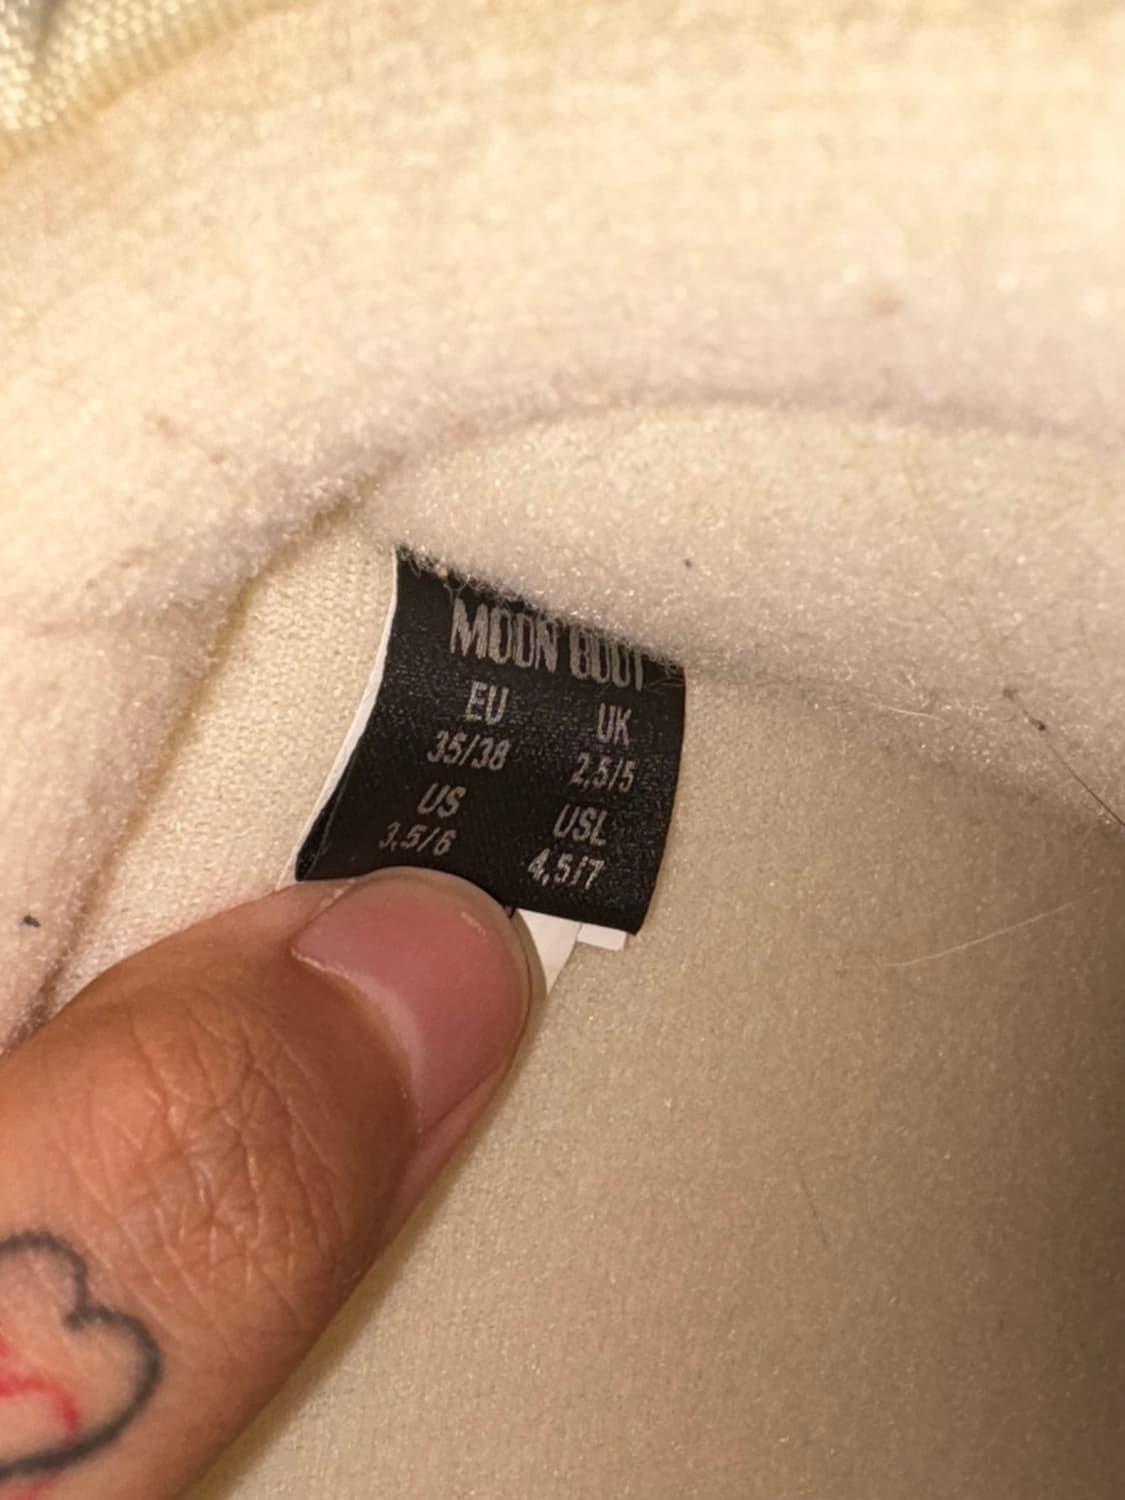 MOON BOOT
EU UK
35/38 2,5/5
US USL
3,5/6 4,5/7